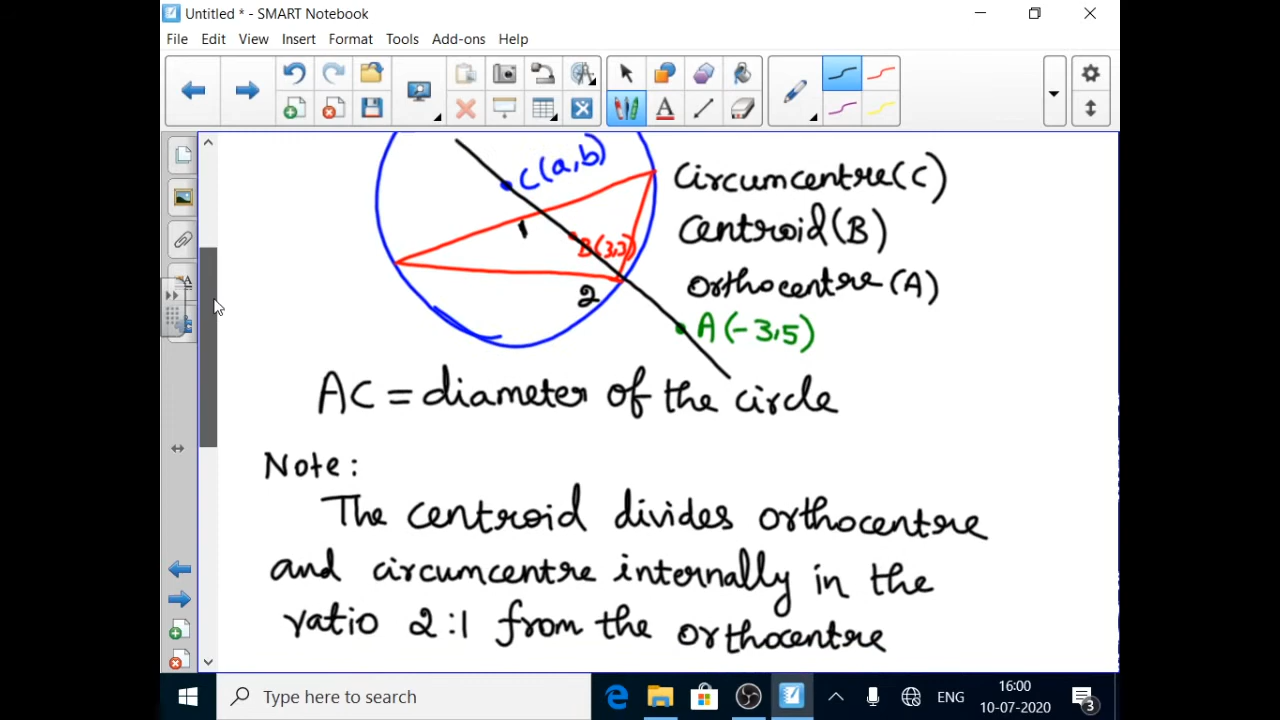 Untitled * - SMART Notebook
File Edit View Insert Format Tools Add-ons Help
C(a,b)
Circumcentre(C)
1
B(3,3)
Centroid(B)
2
orthocentre(A)
A(-3,5)
AC = diameter of the circle
Note:
The centroid divides orthocentre
and circumcentre internally in the
ratio 2:1 from the orthocentre
Type here to search
ENG
16:00
10-07-2020
3